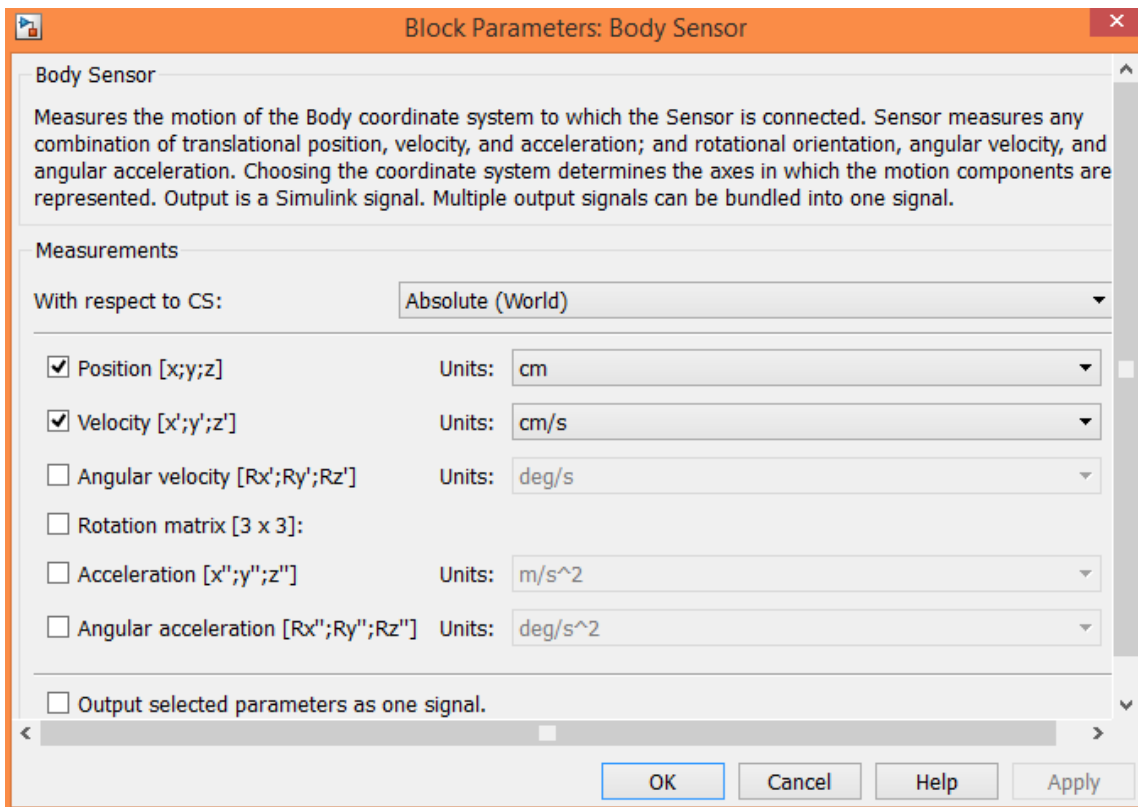 Block Parameters: Body Sensor
Body Sensor
Measures the motion of the Body coordinate system to which the Sensor is connected. Sensor measures any
combination of translational position, velocity, and acceleration; and rotational orientation, angular velocity, and
angular acceleration. Choosing the coordinate system determines the axes in which the motion components are
represented. Output is a Simulink signal. Multiple output signals can be bundled into one signal.
Measurements
With respect to CS: Absolute (World)
Position [x;y;z] Units: cm
Velocity [x';y';z'] Units: cm/s
Angular velocity [Rx';Ry';Rz'] Units: deg/s
Rotation matrix [3 x 3]:
Acceleration [x'';y'';z''] Units: m/s^2
Angular acceleration [Rx'';Ry'';Rz''] Units: deg/s^2
Output selected parameters as one signal.
OK Cancel Help Apply